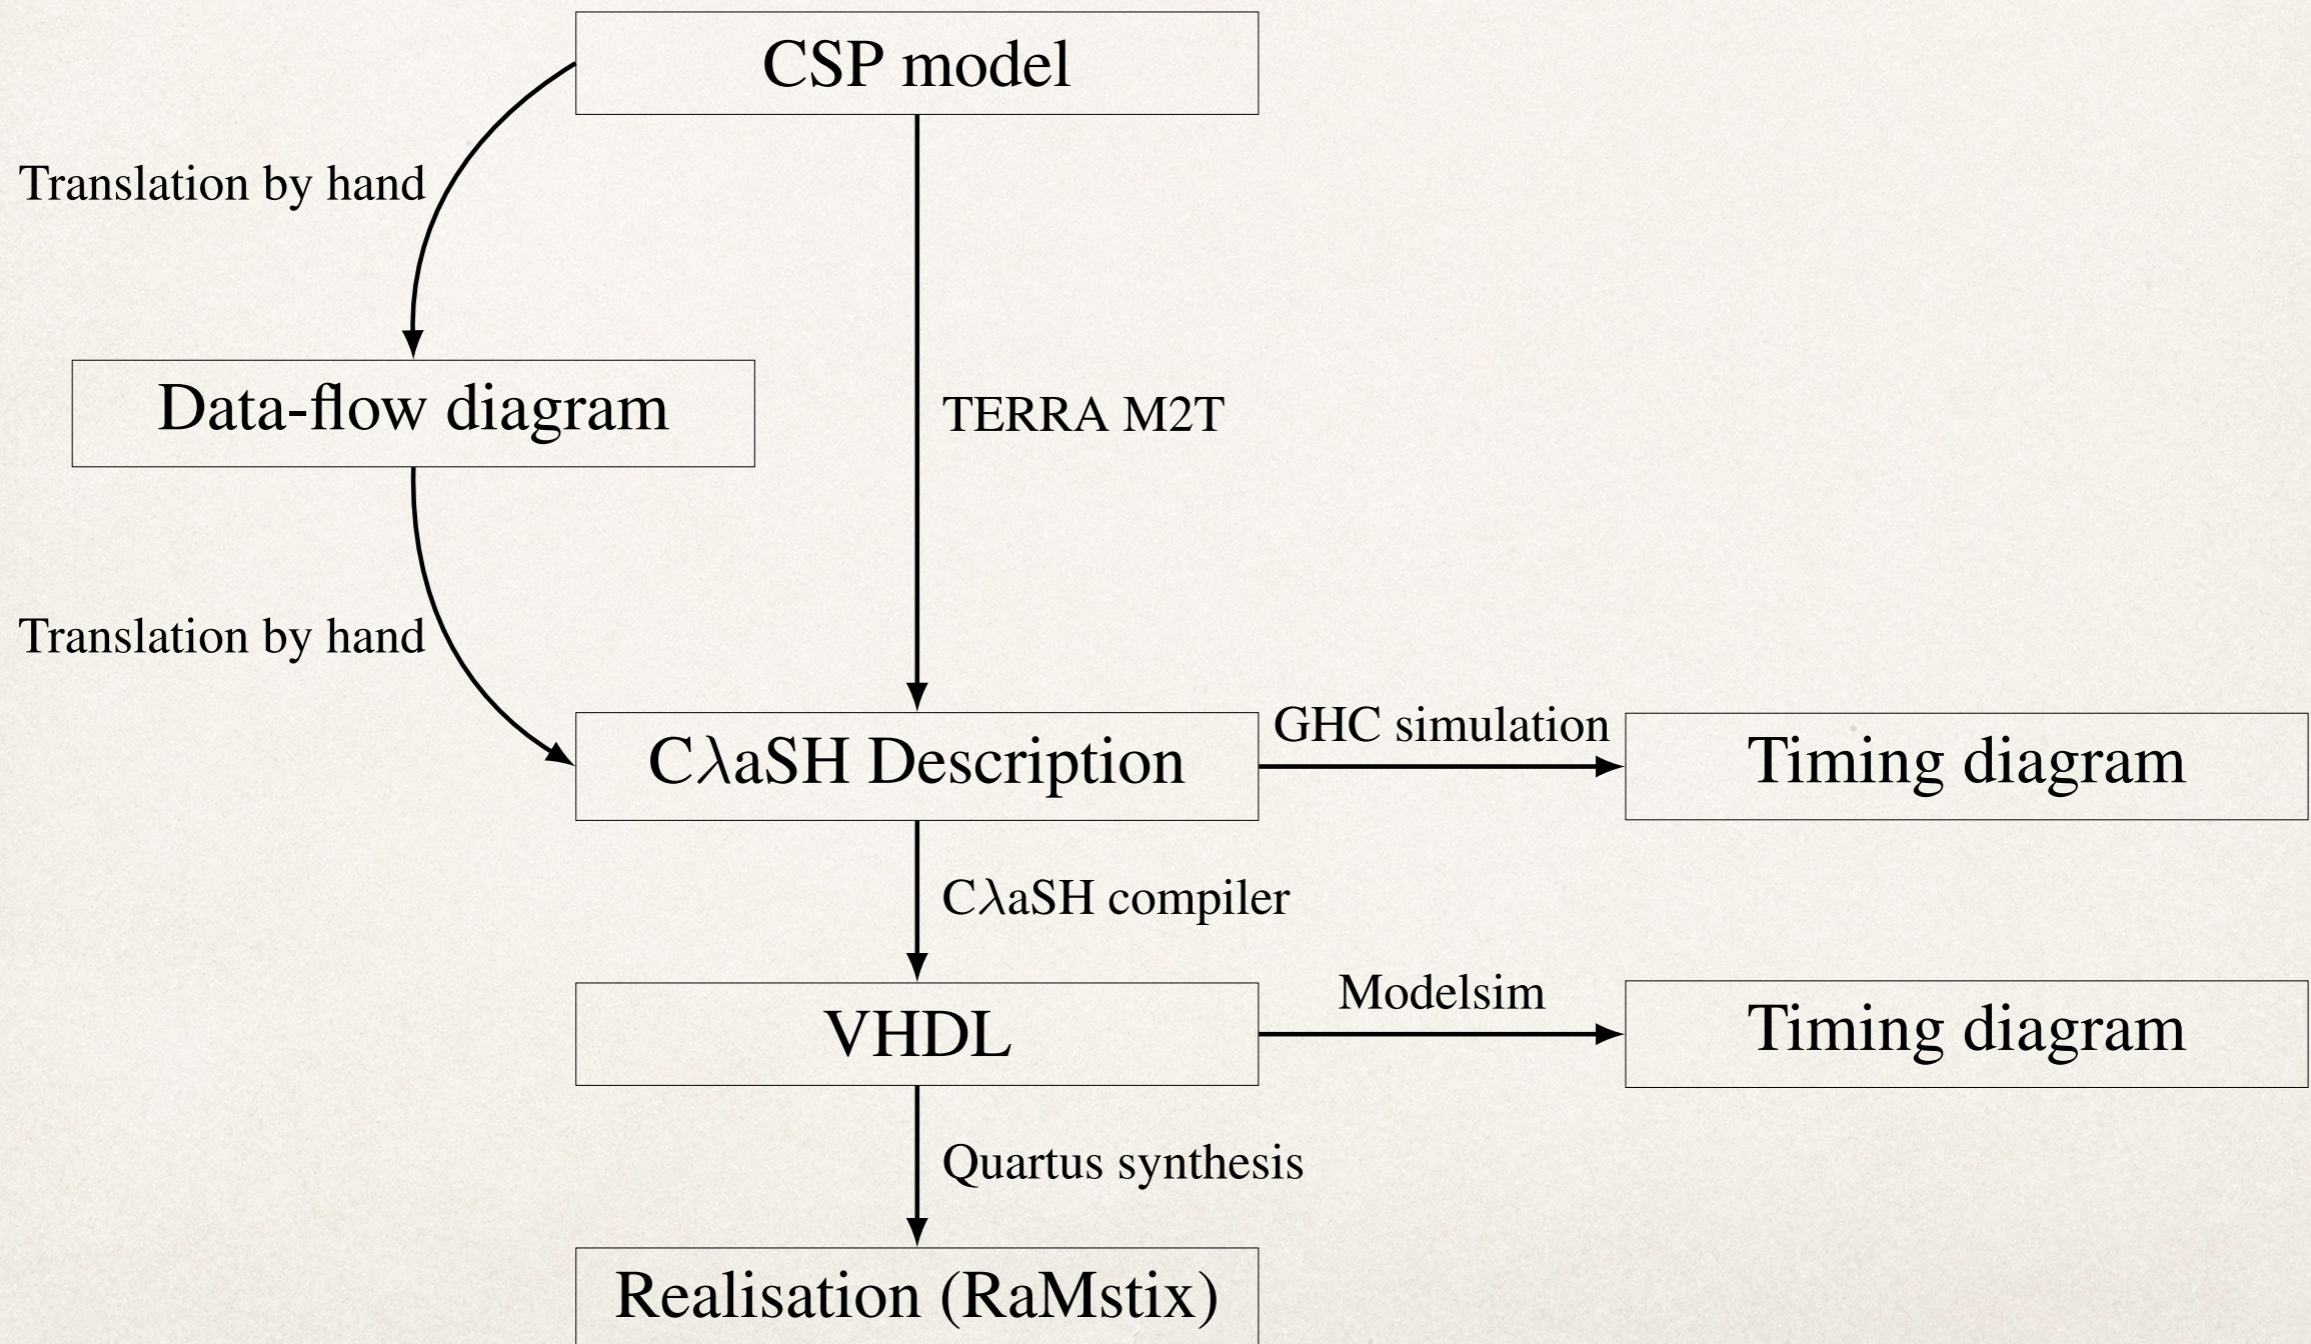 CSP model
Translation by hand
Data-flow diagram
TERRA M2T
Translation by hand
CλaSH Description
GHC simulation
Timing diagram
CλaSH compiler
VHDL
Modelsim
Timing diagram
Quartus synthesis
Realisation (RaMstix)